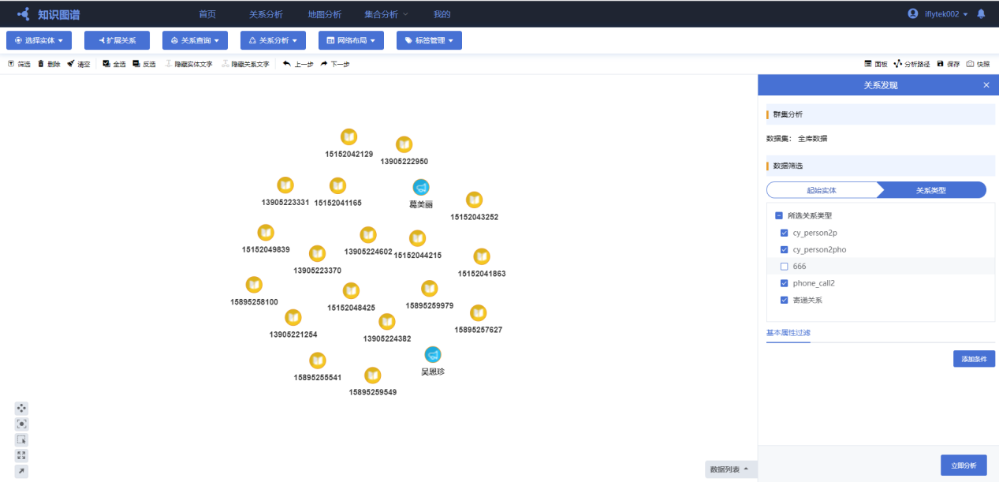 知识图谱 首页 关系分析 地图分析 集合分析 我的 iflytek002
选择实体 扩展关系 关系查询 关系分析 网络布局 标签管理
筛选 删除 清空 全选 反选 隐藏实体文字 隐藏关系文字 上一步 下一步 面板 分析路径 保存 快照
15152042129
13905222950
13905223331
15152041165
葛美丽
15152043252
15152049839
13905224602
15152044215
13905223370
15152041863
15895258100
15152048425
15895259979
13905221254
13905224382
15895257627
吴恩珍
15895255541
15895259549
数据列表
关系发现
群集分析
数据集: 全库数据
数据筛选
起始实体 关系类型
所选关系类型
cy_person2p
cy_person2pho
666
phone_call2
寄递关系
基本属性过滤
添加条件
立即分析